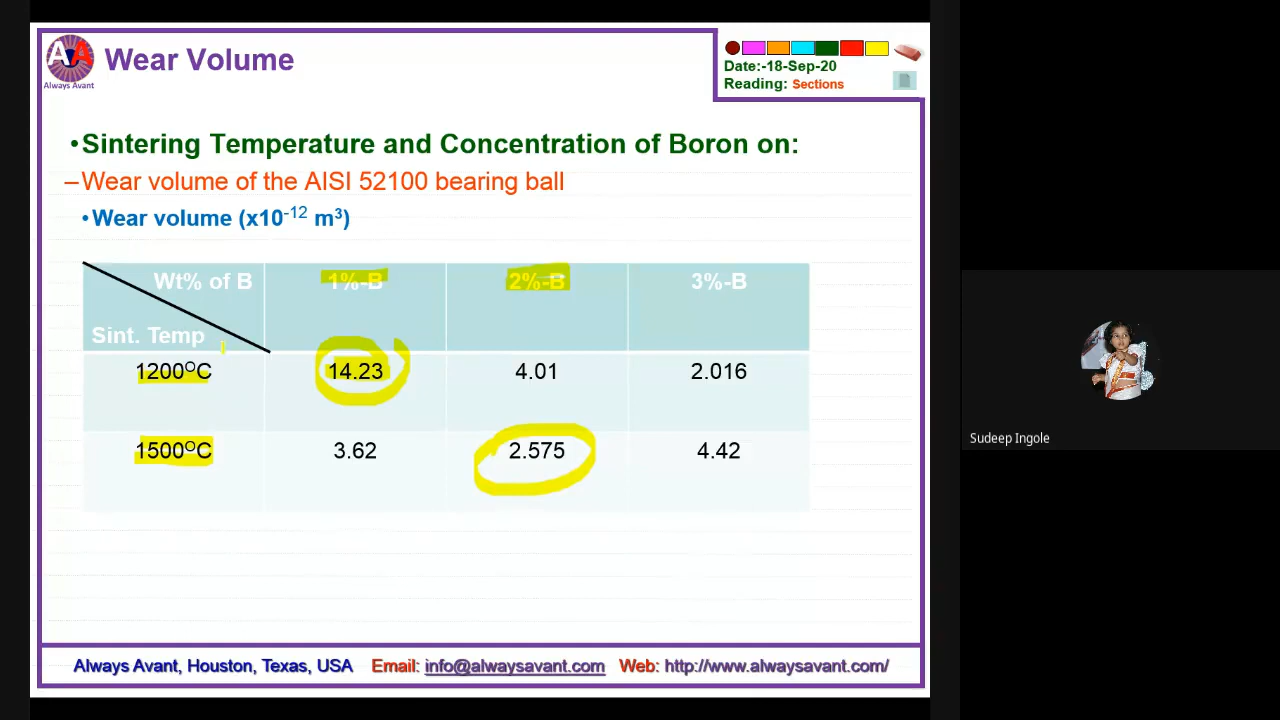 AVA
Always Avant
Wear Volume
Date:-18-Sep-20
Reading: Sections
•Sintering Temperature and Concentration of Boron on:
–Wear volume of the AISI 52100 bearing ball
•Wear volume (x10⁻¹² m³)
Wt% of B
Sint. Temp
1%-B
2%-B
3%-B
1200ᴼC
14.23
4.01
2.016
1500ᴼC
3.62
2.575
4.42
Always Avant, Houston, Texas, USA Email: info@alwaysavant.com Web: http://www.alwaysavant.com/
Sudeep Ingole